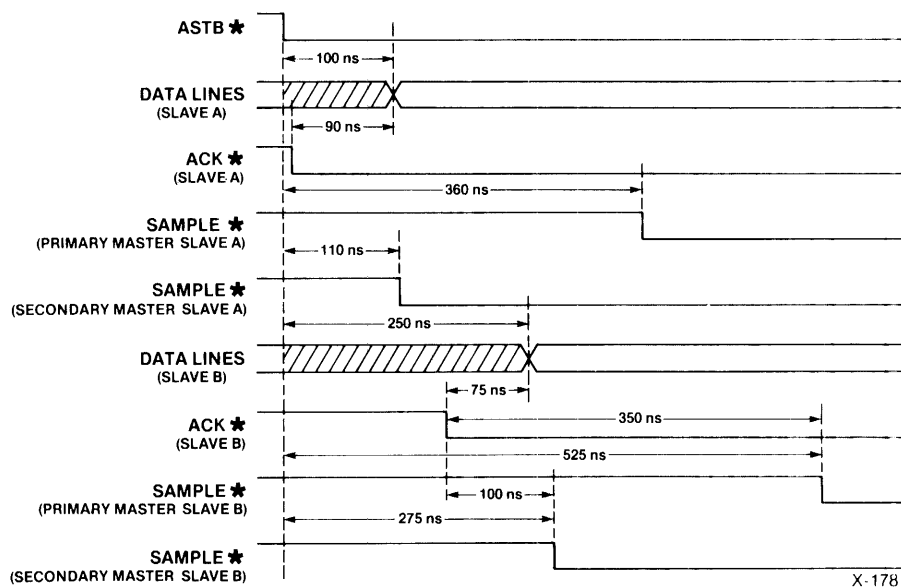 ASTB *
100 ns
DATA LINES
(SLAVE A)
90 ns
ACK *
(SLAVE A)
360 ns
SAMPLE *
(PRIMARY MASTER SLAVE A)
110 ns
SAMPLE *
(SECONDARY MASTER SLAVE A)
250 ns
DATA LINES
(SLAVE B)
75 ns
ACK *
(SLAVE B)
350 ns
525 ns
SAMPLE *
(PRIMARY MASTER SLAVE B)
100 ns
275 ns
SAMPLE *
(SECONDARY MASTER SLAVE B)
X-178